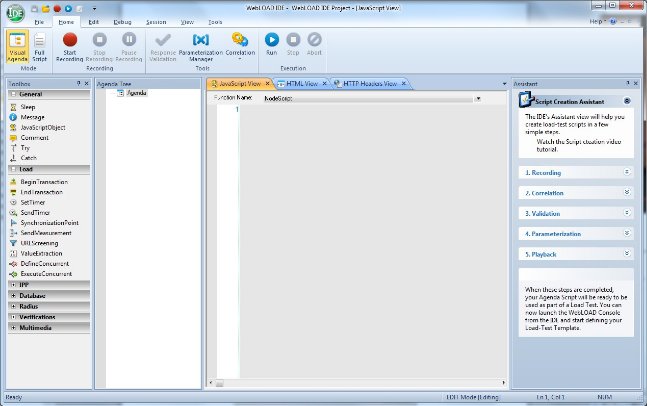 IDE
WebLOAD IDE - WebLOAD IDE Project - [JavaScript View]
File Home Edit Debug Session View Tools Help
Visual Agenda
Full Script
Start Recording
Stop Recording
Pause Recording
Response Validation
Parameterization Manager
Correlation
Run
Stop
Abort
Mode Recording Tools Execution
Toolbox
General
Sleep
Message
JavaScriptObject
Comment
Try
Catch
Load
BeginTransaction
EndTransaction
SetTimer
SendTimer
SynchronizationPoint
SendMeasurement
URLScreening
ValueExtraction
DefineConcurrent
ExecuteConcurrent
IPP
Database
Radius
Verifications
Multimedia
Agenda Tree
Agenda
JavaScript View HTML View HTTP Headers View
Function Name: NodeScript
1
Assistant
Script Creation Assistant
The IDE's Assistant view will help you
create load-test scripts in a few
simple steps.
Watch the Script creation video
tutorial.
1. Recording
2. Correlation
3. Validation
4. Parameterization
5. Playback
When these steps are completed,
your Agenda Script will be ready to be
used as part of a Load Test. You can
now launch the WebLOAD Console
from the IDE and start defining your
Load-Test Template.
Ready EDIT Mode [Editing] Ln 1, Col 1 NUM